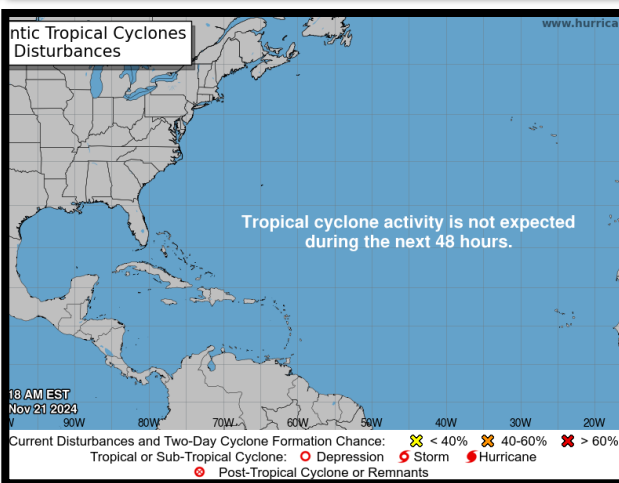 www.hurrica
ntic Tropical Cyclones
Disturbances
Tropical cyclone activity is not expected
during the next 48 hours.
18 AM EST
Nov 21 2024
W 90W 80W 70W 60W 50W 40W 30W 20W
Current Disturbances and Two-Day Cyclone Formation Chance: < 40% 40-60% > 60%
Tropical or Sub-Tropical Cyclone: Depression Storm Hurricane
Post-Tropical Cyclone or Remnants